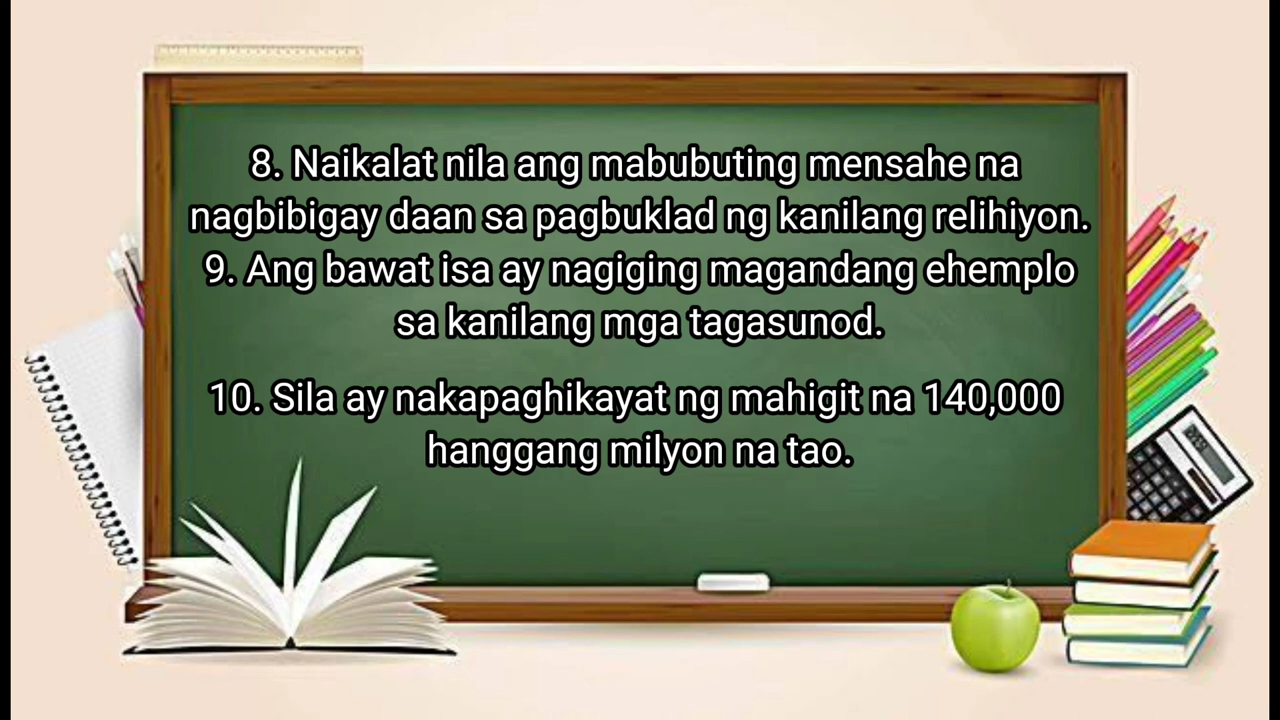 8. Naikalat nila ang mabubuting mensahe na
nagbibigay daan sa pagbuklad ng kanilang relihiyon.
9. Ang bawat isa ay nagiging magandang ehemplo
sa kanilang mga tagasunod.
10. Sila ay nakapaghikayat ng mahigit na 140,000
hanggang milyon na tao.